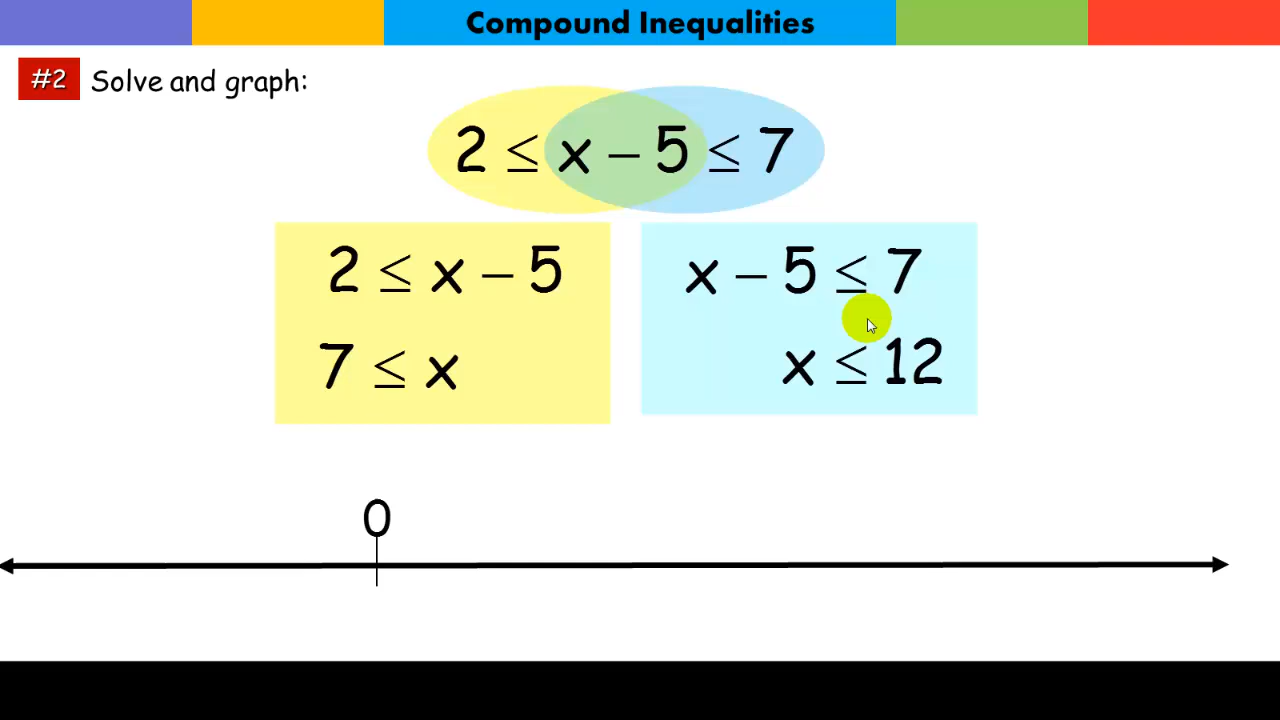 Compound Inequalities
#2 Solve and graph:
2 ≤ x – 5 ≤ 7
2 ≤ x – 5
7 ≤ x
x – 5 ≤ 7
x ≤ 12
0